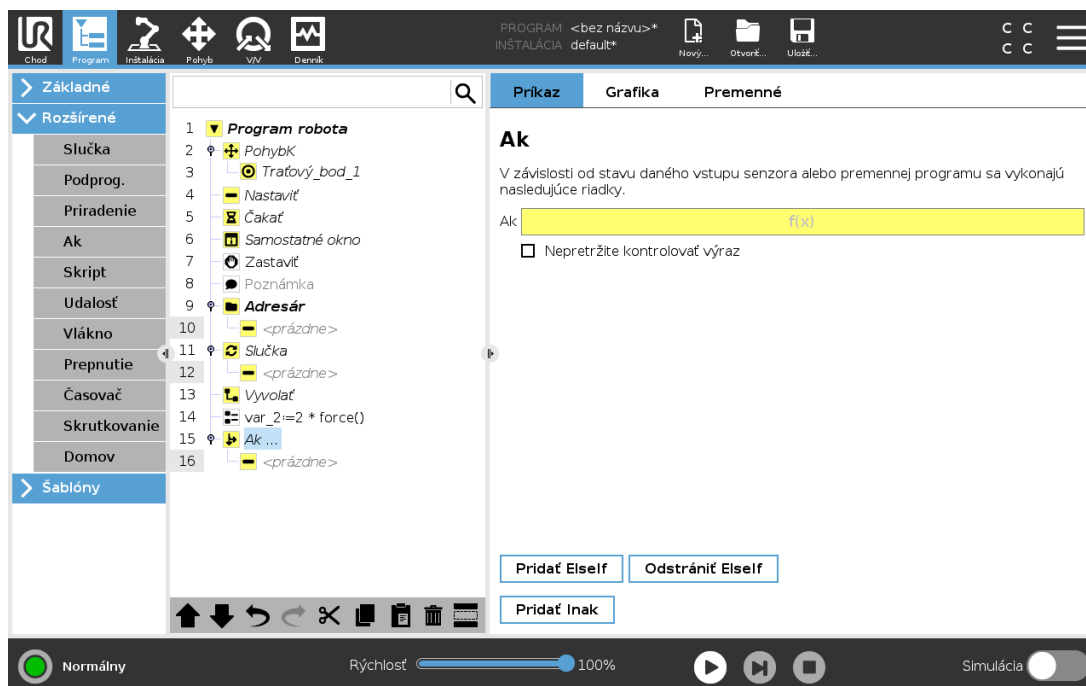 PROGRAM <bez názvu>*
INŠTALÁCIA default*
Chod Program Inštalácia Pohyb V/V Denník Nový... Otvoriť... Uložiť...
C C
C C
Základné
Rozšírené
Slučka
Podprog.
Priradenie
Ak
Skript
Udalosť
Vlákno
Prepnutie
Časovač
Skrutkovanie
Domov
Šablóny
1 Program robota
2 PohybK
3 Traťový_bod_1
4 Nastaviť
5 Čakať
6 Samostatné okno
7 Zastaviť
8 Poznámka
9 Adresár
10 <prázdne>
11 Slučka
12 <prázdne>
13 Vyvolať
14 var_2:=2 * force()
15 Ak ...
16 <prázdne>
Príkaz Grafika Premenné
Ak
V závislosti od stavu daného vstupu senzora alebo premennej programu sa vykonajú
nasledujúce riadky.
Ak f(x)
Nepretržite kontrolovať výraz
Pridať ElseIf Odstrániť ElseIf
Pridať Inak
Normálny Rýchlosť 100% Simulácia